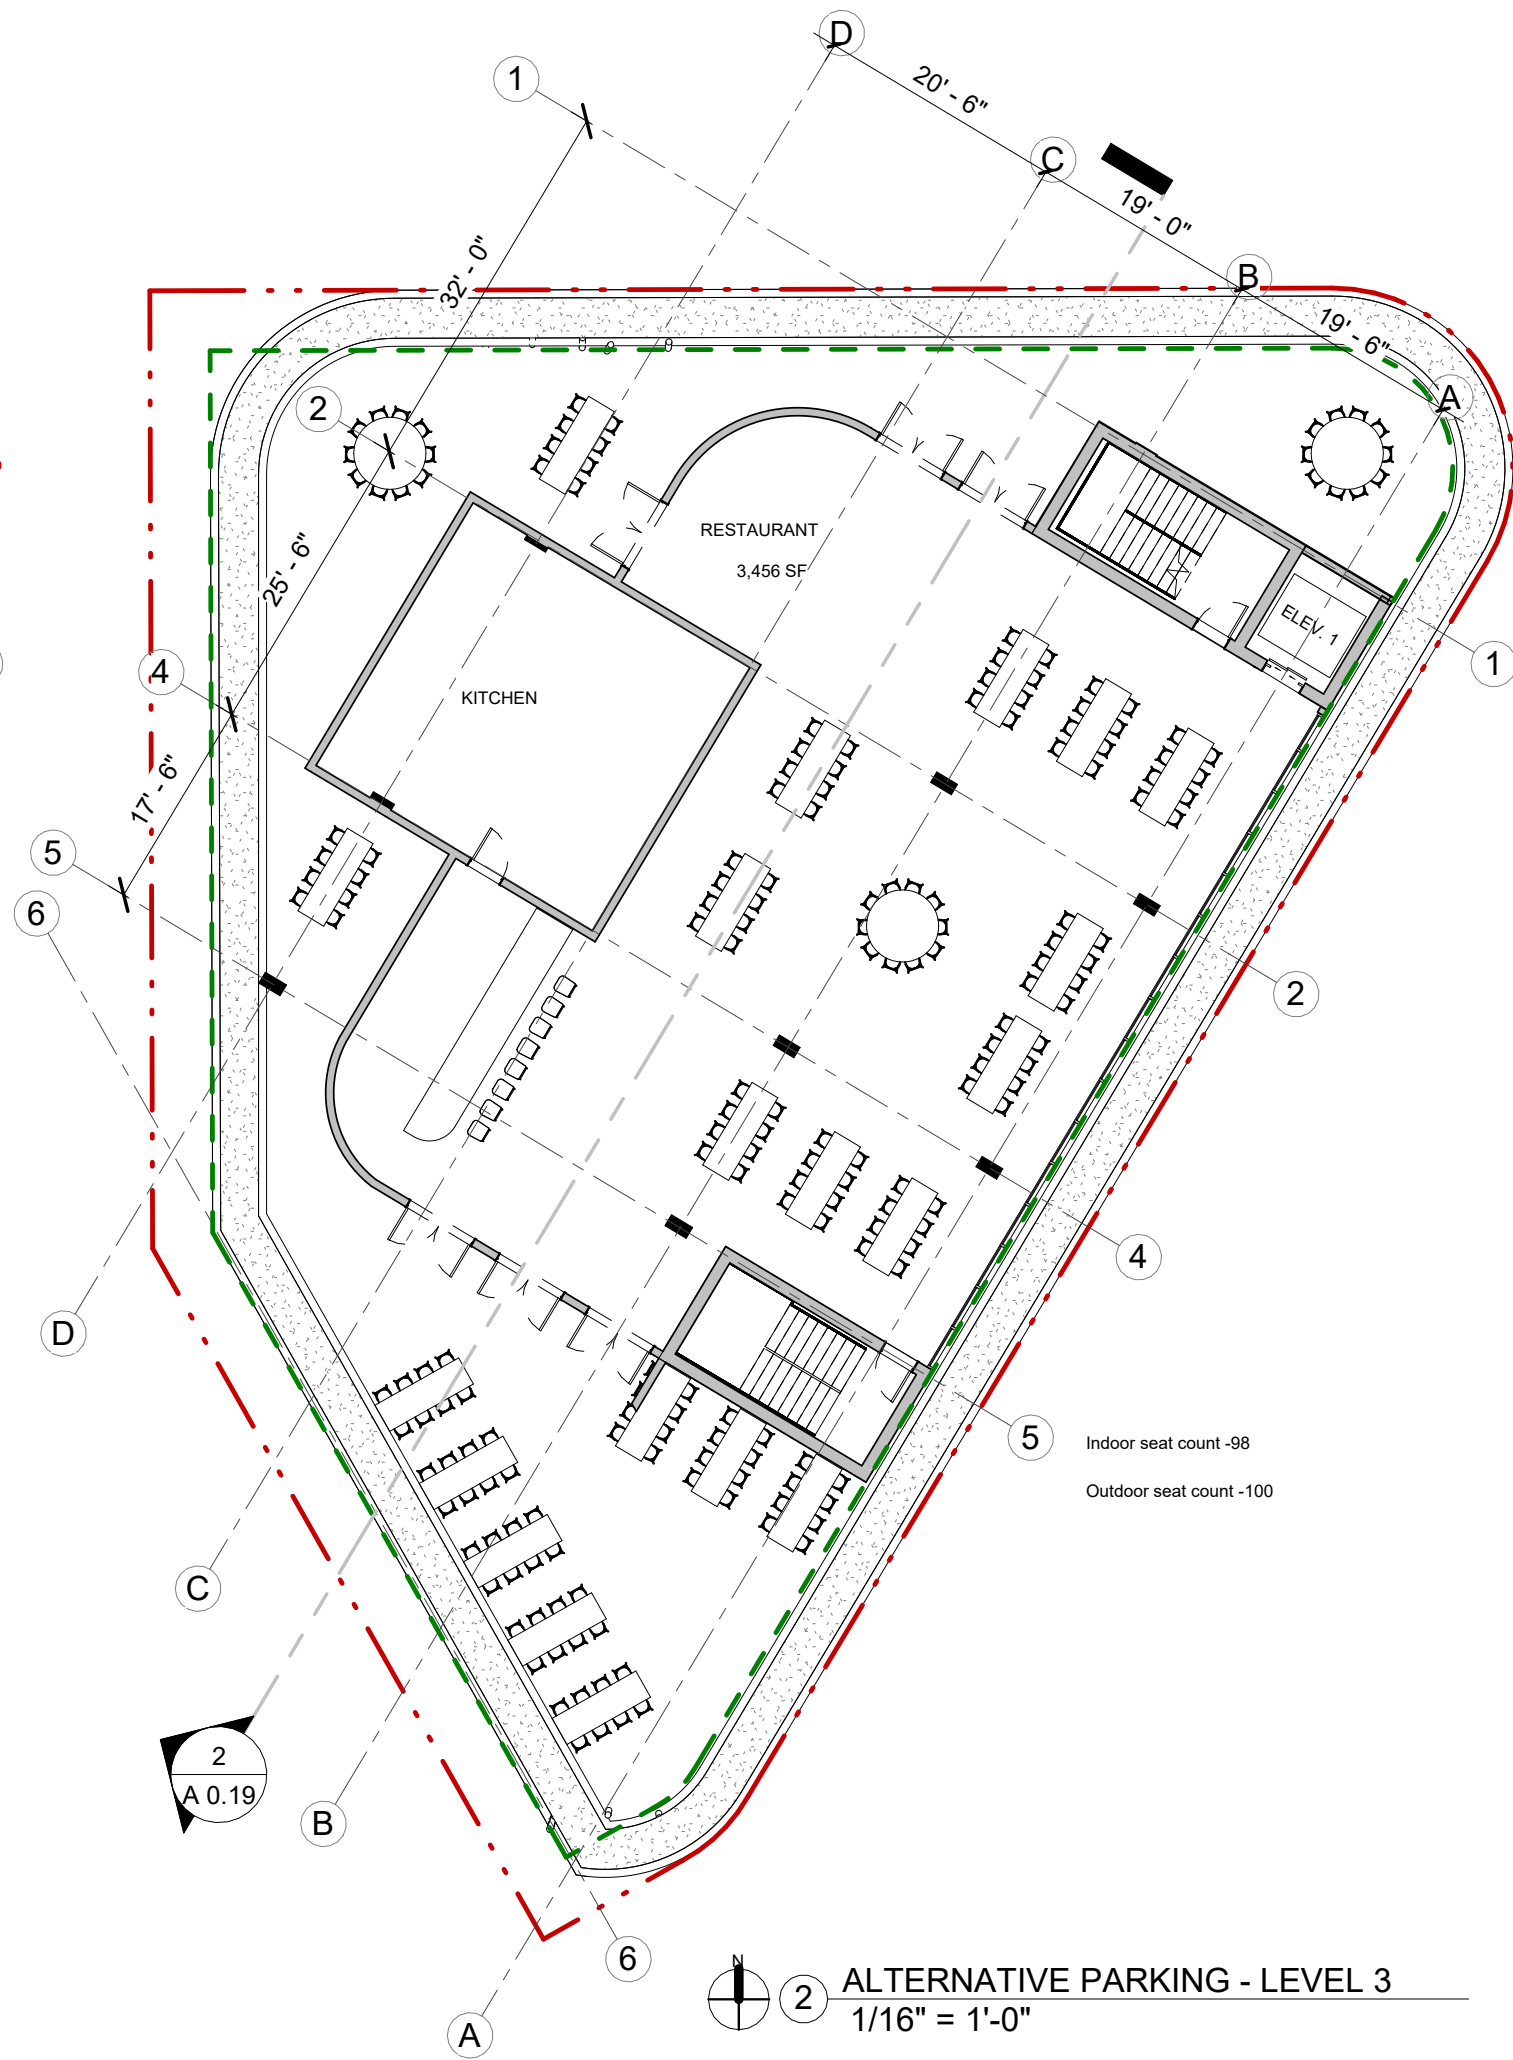 D
1
20' - 6"
C
19' - 0"
B
32' - 0"
19' - 6"
A
2
RESTAURANT
3,456 SF
25' - 6"
ELEV. 1
1
4
KITCHEN
17' - 6"
5
6
2
4
D
5
Indoor seat count -98
Outdoor seat count -100
C
2
A 0.19
B
6
N
2
ALTERNATIVE PARKING - LEVEL 3
1/16" = 1'-0"
A